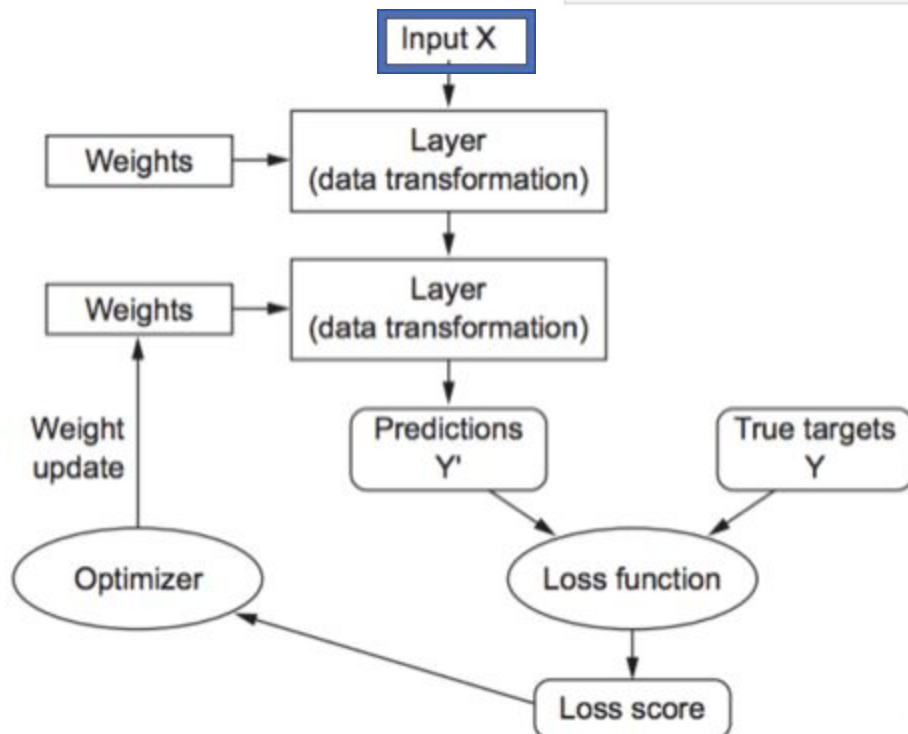 Input X
Weights
Layer
(data transformation)
Weights
Layer
(data transformation)
Weight
update
Predictions
Y'
True targets
Y
Optimizer
Loss function
Loss score